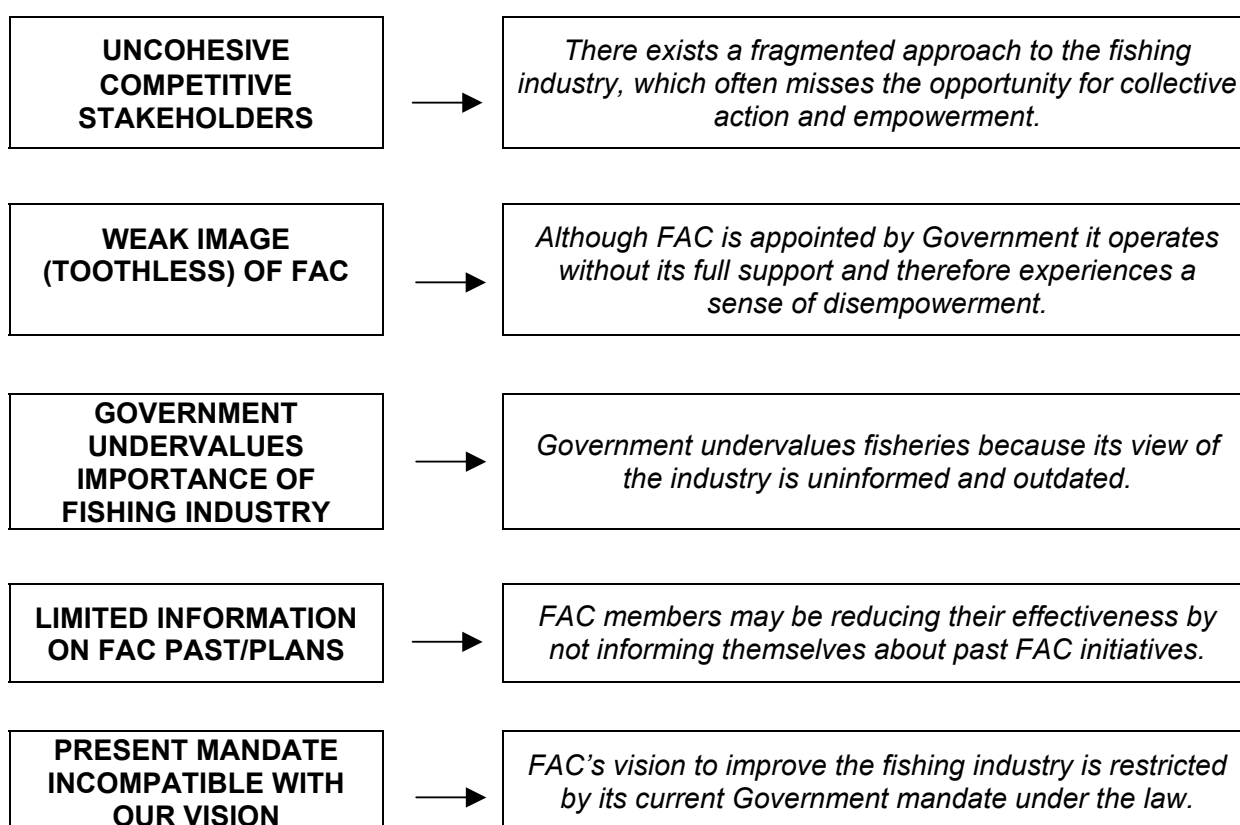 UNCOHESIVE
COMPETITIVE
STAKEHOLDERS
There exists a fragmented approach to the fishing
industry, which often misses the opportunity for collective
action and empowerment.
WEAK IMAGE
(TOOTHLESS) OF FAC
Although FAC is appointed by Government it operates
without its full support and therefore experiences a
sense of disempowerment.
GOVERNMENT
UNDERVALUES
IMPORTANCE OF
FISHING INDUSTRY
Government undervalues fisheries because its view of
the industry is uninformed and outdated.
LIMITED INFORMATION
ON FAC PAST/PLANS
FAC members may be reducing their effectiveness by
not informing themselves about past FAC initiatives.
PRESENT MANDATE
INCOMPATIBLE WITH
OUR VISION
FAC’s vision to improve the fishing industry is restricted
by its current Government mandate under the law.